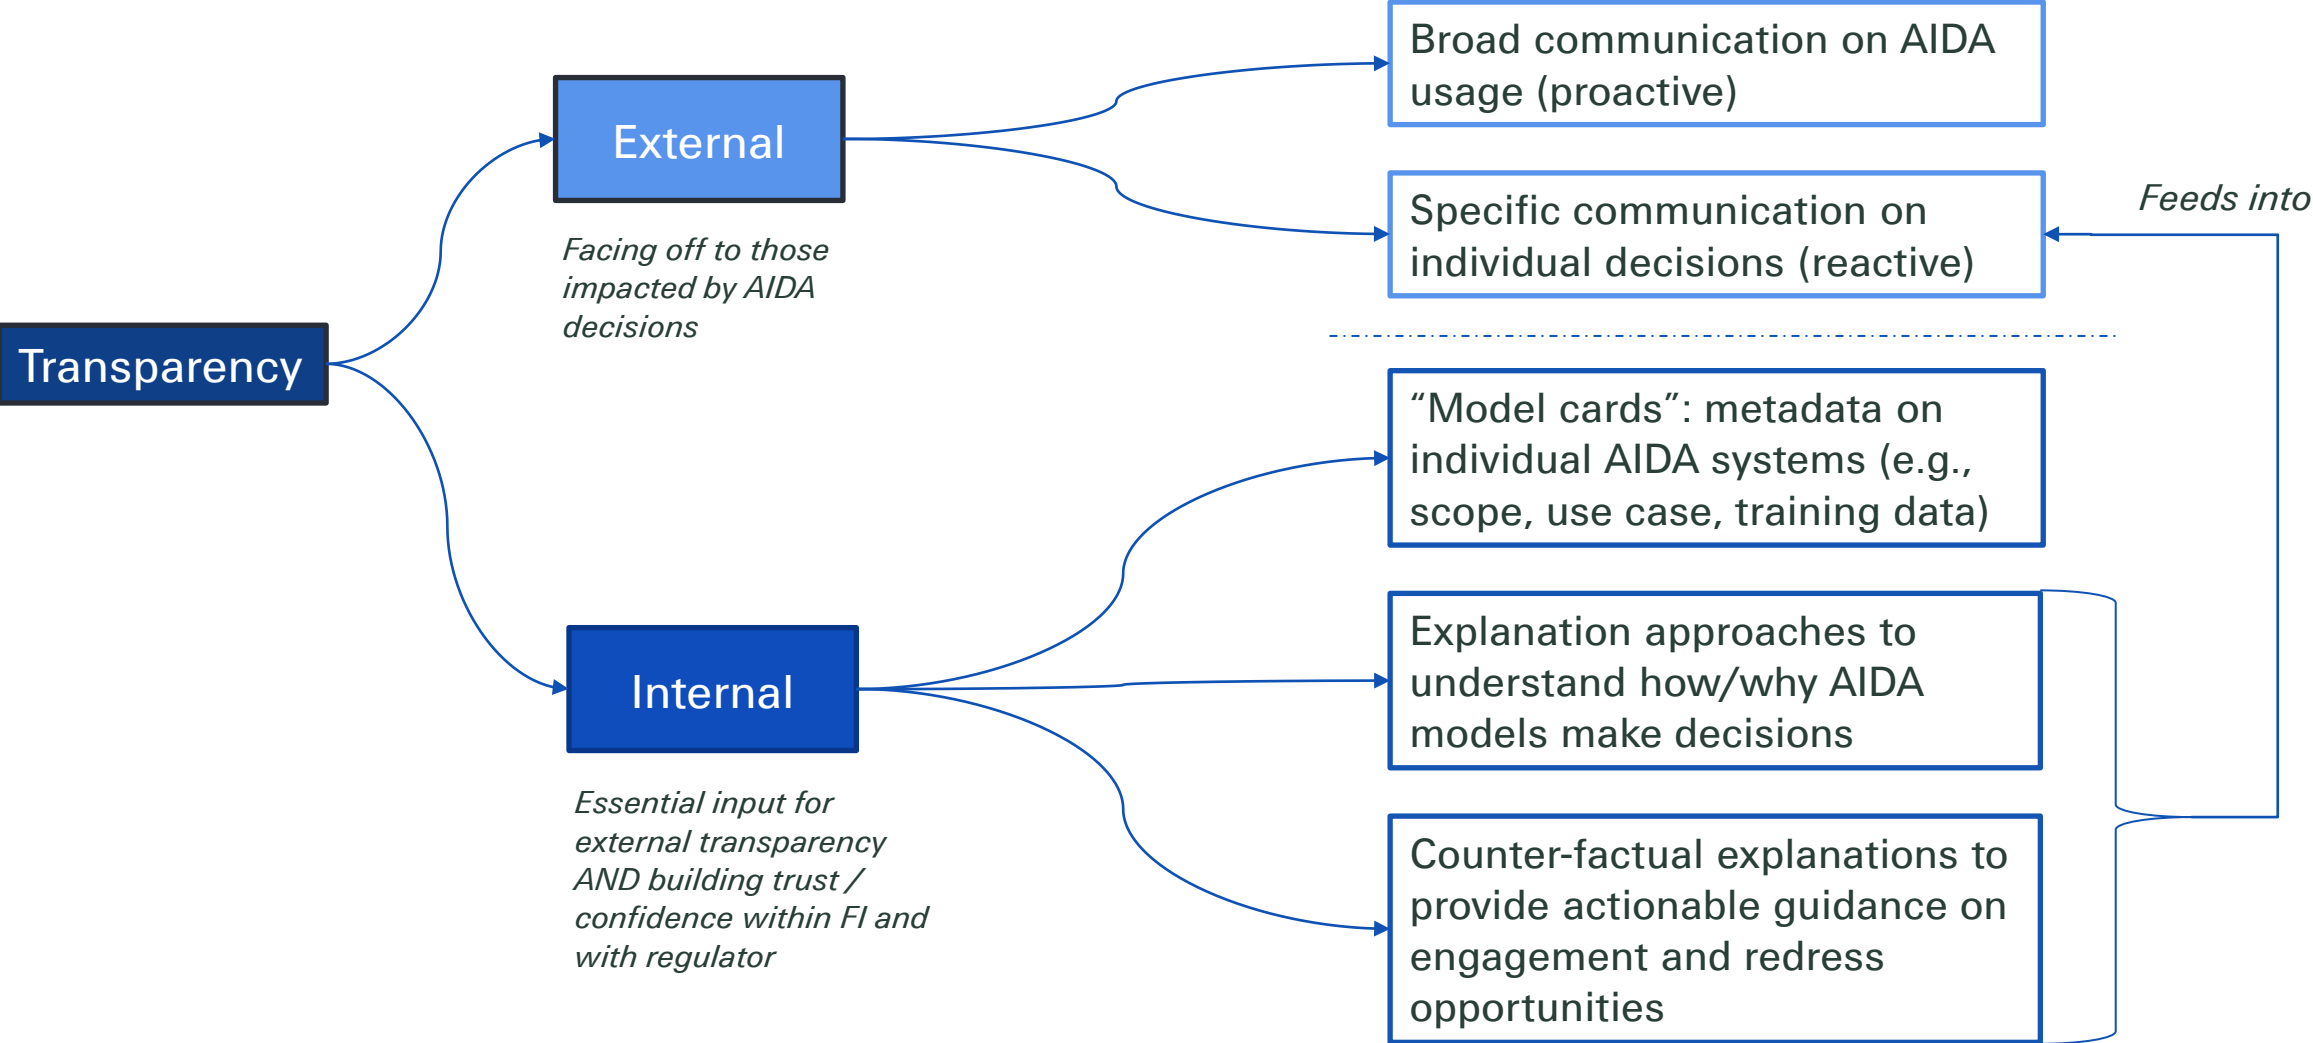 Broad communication on AIDA
usage (proactive)
External
Specific communication on
individual decisions (reactive)
Feeds into
Facing off to those
impacted by AIDA
decisions
Transparency
“Model cards”: metadata on
individual AIDA systems (e.g.,
scope, use case, training data)
Internal
Explanation approaches to
understand how/why AIDA
models make decisions
Essential input for
external transparency
AND building trust /
confidence within FI and
with regulator
Counter-factual explanations to
provide actionable guidance on
engagement and redress
opportunities